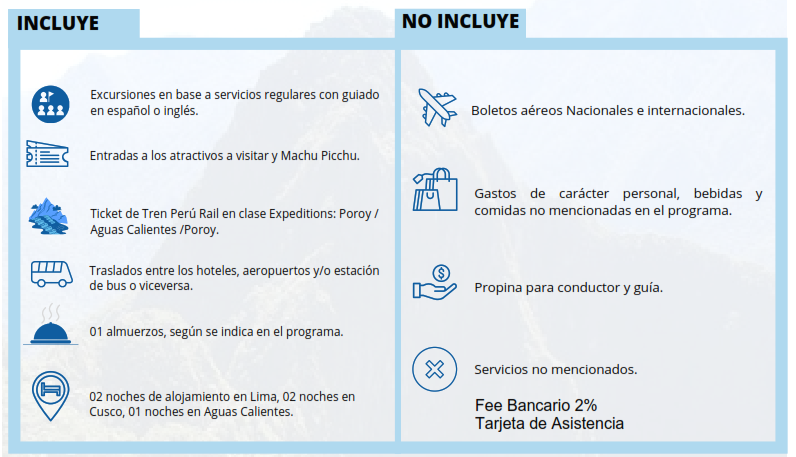 INCLUYE
Excursiones en base a servicios regulares con guiado
en español o inglés.
Entradas a los atractivos a visitar y Machu Picchu.
Ticket de Tren Perú Rail en clase Expeditions: Poroy /
Aguas Calientes /Poroy.
Traslados entre los hoteles, aeropuertos y/o estación
de bus o viceversa.
01 almuerzos, según se indica en el programa.
02 noches de alojamiento en Lima, 02 noches en
Cusco, 01 noches en Aguas Calientes.
NO INCLUYE
Boletos aéreos Nacionales e internacionales.
Gastos de carácter personal, bebidas y
comidas no mencionadas en el programa.
Propina para conductor y guía.
Servicios no mencionados.
Fee Bancario 2%
Tarjeta de Asistencia